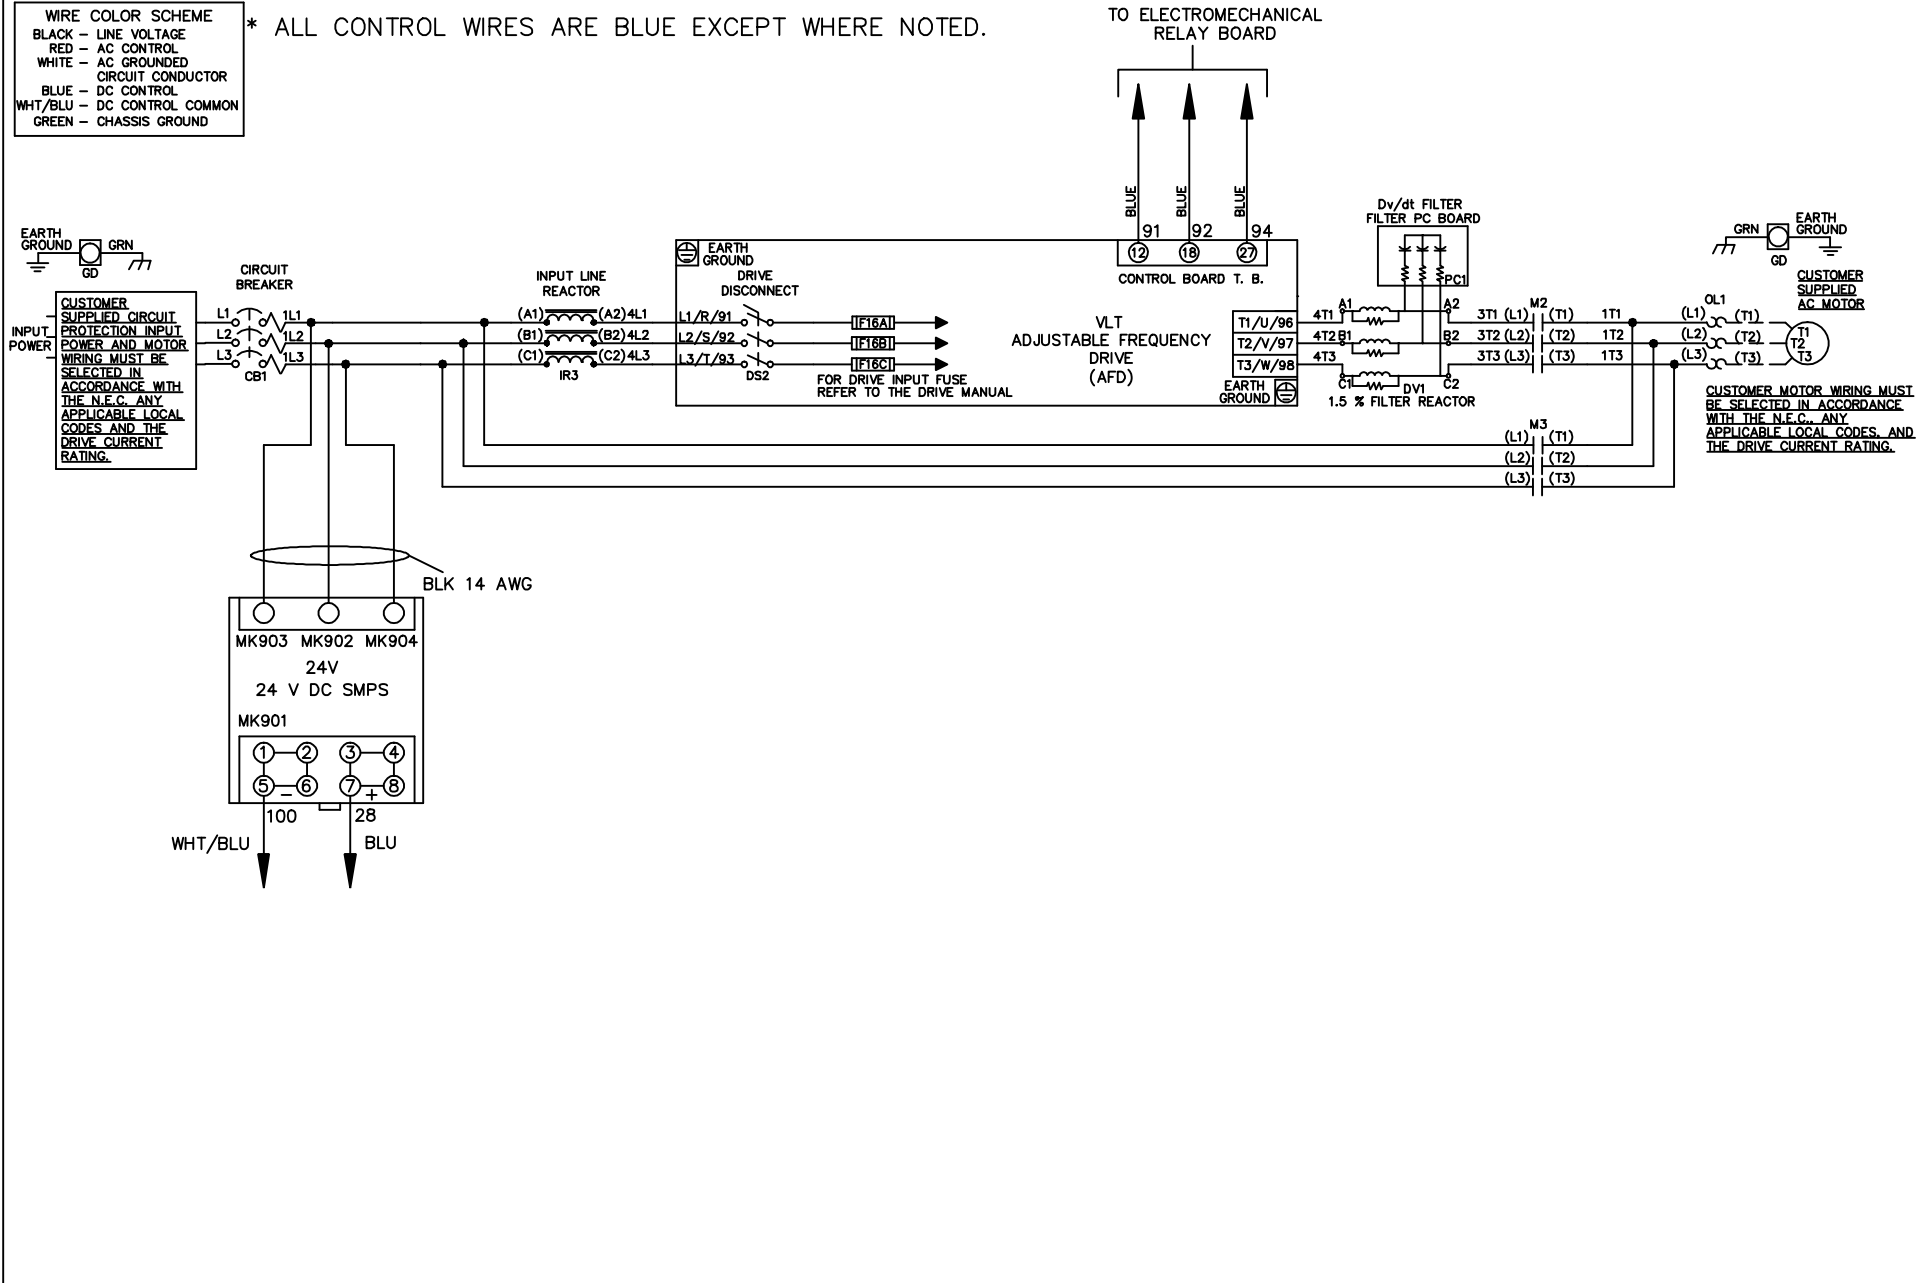 WIRE COLOR SCHEME
BLACK – LINE VOLTAGE
RED – AC CONTROL
WHITE – AC GROUNDED
CIRCUIT CONDUCTOR
BLUE – DC CONTROL
WHT/BLU – DC CONTROL COMMON
GREEN – CHASSIS GROUND
* ALL CONTROL WIRES ARE BLUE EXCEPT WHERE NOTED.
TO ELECTROMECHANICAL
RELAY BOARD
BLUE
BLUE
BLUE
91 92 94
12 18 27
CONTROL BOARD T. B.
EARTH
GROUND
GRN
GD
INPUT
POWER
CUSTOMER
SUPPLIED CIRCUIT
PROTECTION INPUT
POWER AND MOTOR
WIRING MUST BE
SELECTED IN
ACCORDANCE WITH
THE N.E.C. ANY
APPLICABLE LOCAL
CODES AND THE
DRIVE CURRENT
RATING.
CIRCUIT
BREAKER
L1 1L1
L2 1L2
L3 1L3
CB1
INPUT LINE
REACTOR
(A1) (A2) 4L1
(B1) (B2) 4L2
(C1) (C2) 4L3
IR3
EARTH
GROUND
DRIVE
DISCONNECT
L1/R/91
L2/S/92
L3/T/93
DS2
F16A
F16B
F16C
FOR DRIVE INPUT FUSE
REFER TO THE DRIVE MANUAL
VLT
ADJUSTABLE FREQUENCY
DRIVE
(AFD)
T1/U/96
T2/V/97
T3/W/98
EARTH
GROUND
Dv/dt FILTER
FILTER PC BOARD
PC1
4T1 A1 A2
4T2 B1 B2
4T3
C1 C2
DV1
1.5 % FILTER REACTOR
M2
3T1 (L1) (T1) 1T1
3T2 (L2) (T2) 1T2
3T3 (L3) (T3) 1T3
M3
(L1) (T1)
(L2) (T2)
(L3) (T3)
OL1
(L1) (T1)
(L2) (T2)
(L3) (T3)
T1
T2
T3
GRN
EARTH
GROUND
GD
CUSTOMER
SUPPLIED
AC MOTOR
CUSTOMER MOTOR WIRING MUST
BE SELECTED IN ACCORDANCE
WITH THE N.E.C., ANY
APPLICABLE LOCAL CODES, AND
THE DRIVE CURRENT RATING.
BLK 14 AWG
MK903 MK902 MK904
24V
24 V DC SMPS
MK901
1 2 3 4
5 6 7 8
– +
100 28
WHT/BLU BLU